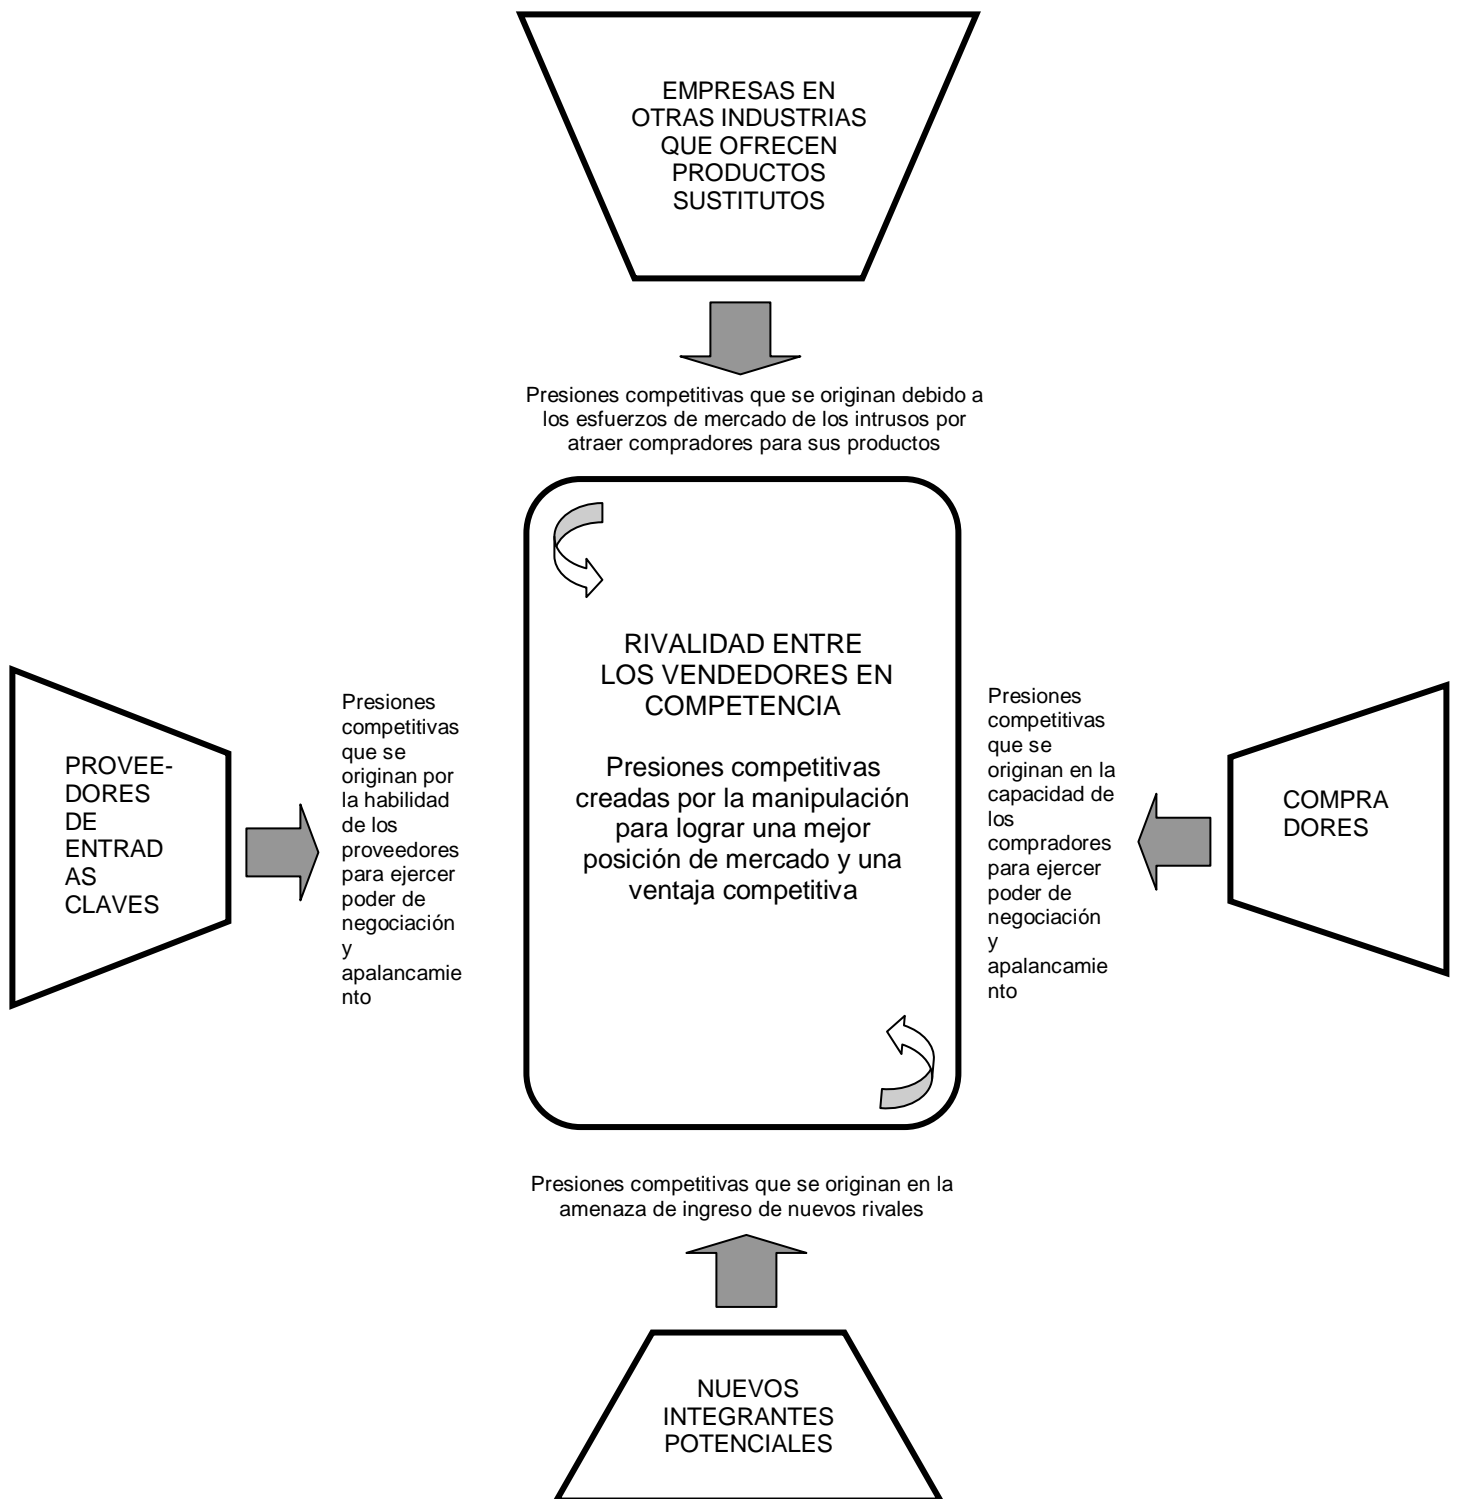 EMPRESAS EN
OTRAS INDUSTRIAS
QUE OFRECEN
PRODUCTOS
SUSTITUTOS
Presiones competitivas que se originan debido a
los esfuerzos de mercado de los intrusos por
atraer compradores para sus productos
PROVEE-
DORES
DE
ENTRAD
AS
CLAVES
Presiones
competitivas
que se
originan por
la habilidad
de los
proveedores
para ejercer
poder de
negociación
y
apalancamie
nto
RIVALIDAD ENTRE
LOS VENDEDORES EN
COMPETENCIA
Presiones competitivas
creadas por la manipulación
para lograr una mejor
posición de mercado y una
ventaja competitiva
Presiones
competitivas
que se
originan en la
capacidad de
los
compradores
para ejercer
poder de
negociación
y
apalancamie
nto
COMPRA
DORES
Presiones competitivas que se originan en la
amenaza de ingreso de nuevos rivales
NUEVOS
INTEGRANTES
POTENCIALES